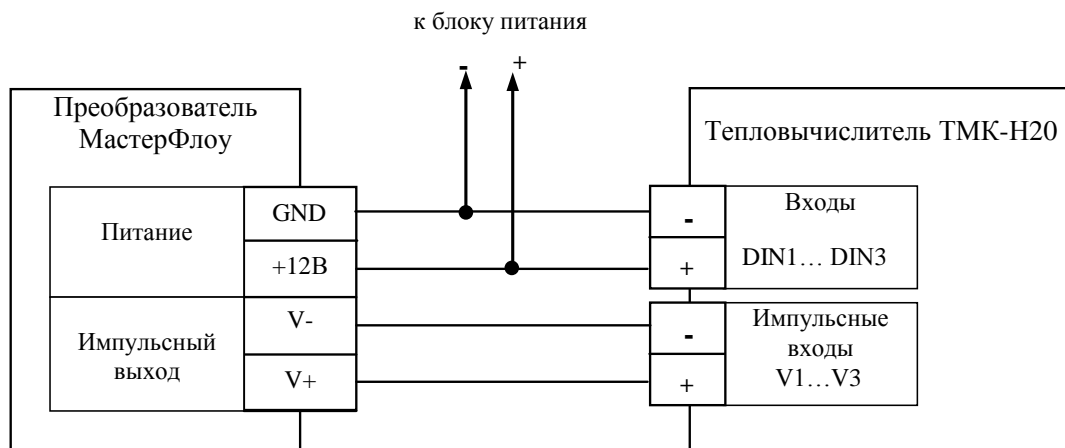 к блоку питания
- +
Преобразователь
МастерФлоу
Питание
GND
+12В
Импульсный
выход
V-
V+
Тепловычислитель ТМК-Н20
-
+
Входы
DIN1... DIN3
-
+
Импульсные
входы
V1...V3